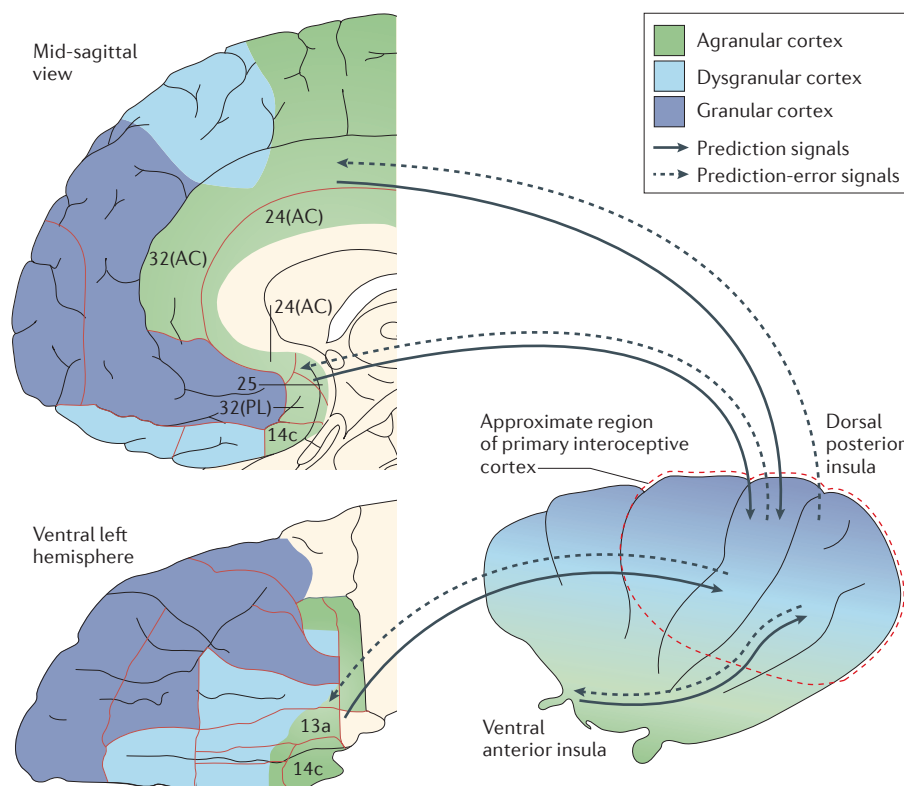 Mid-sagittal
view
Agranular cortex
Dysgranular cortex
Granular cortex
Prediction signals
Prediction-error signals
24(AC)
32(AC)
24(AC)
25
32(PL)
14c
Approximate region
of primary interoceptive
cortex
Dorsal
posterior
insula
Ventral left
hemisphere
13a
14c
Ventral
anterior insula